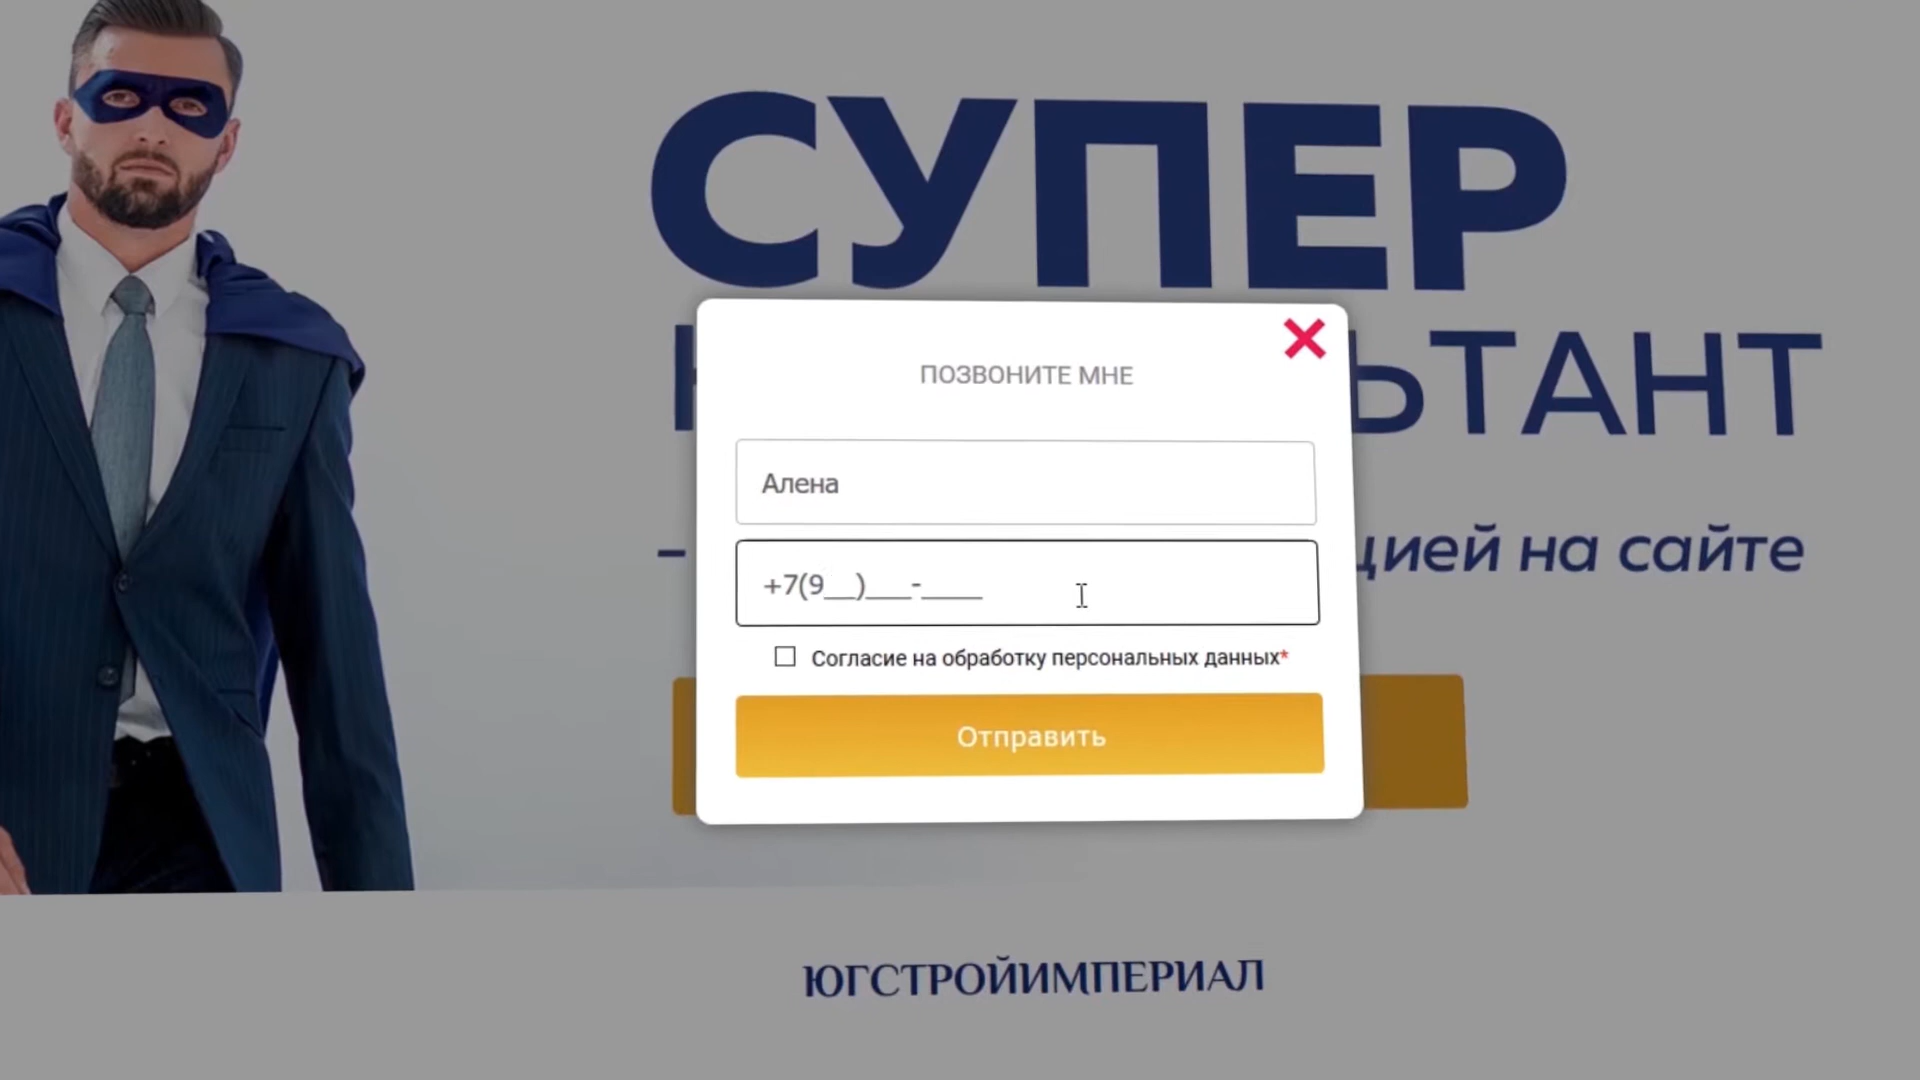 СУПЕР
ЬТАНТ
ПОЗВОНИТЕ МНЕ
Алена
- цией на сайте
+7(9__)___-____
Согласие на обработку персональных данных*
Отправить
ЮГСТРОЙИМПЕРИАЛ